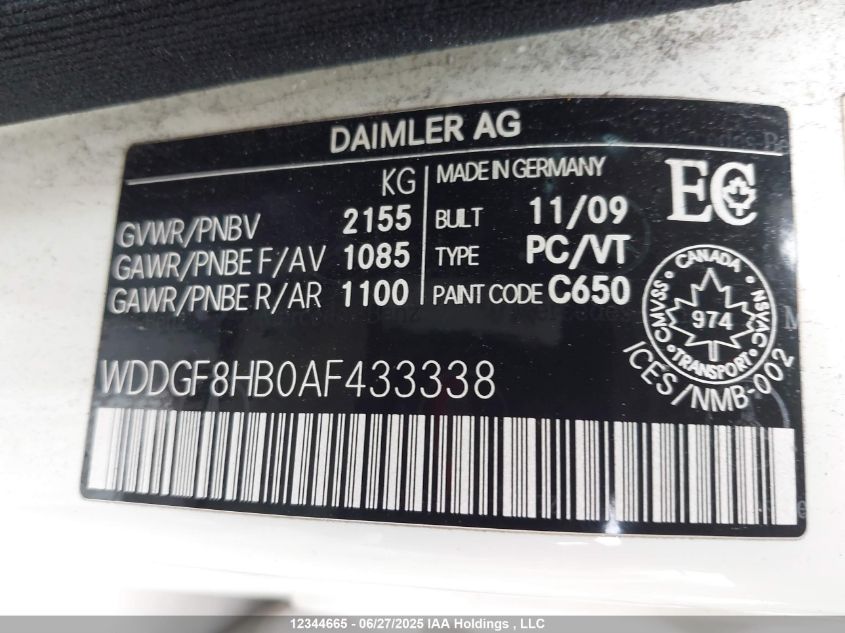 DAIMLER AG
KG
GVWR/PNBV 2155
GAWR/PNBE F/AV 1085
GAWR/PNBE R/AR 1100
MADE IN GERMANY
BUILT 11/09
TYPE PC/VT
PAINT CODE C650
EC
CANADA
CMVSS 974 NSVAC
TRANSPORT
ICES/NMB-002
WDDGF8HB0AF433338
12344665 - 06/27/2025 IAA Holdings , LLC